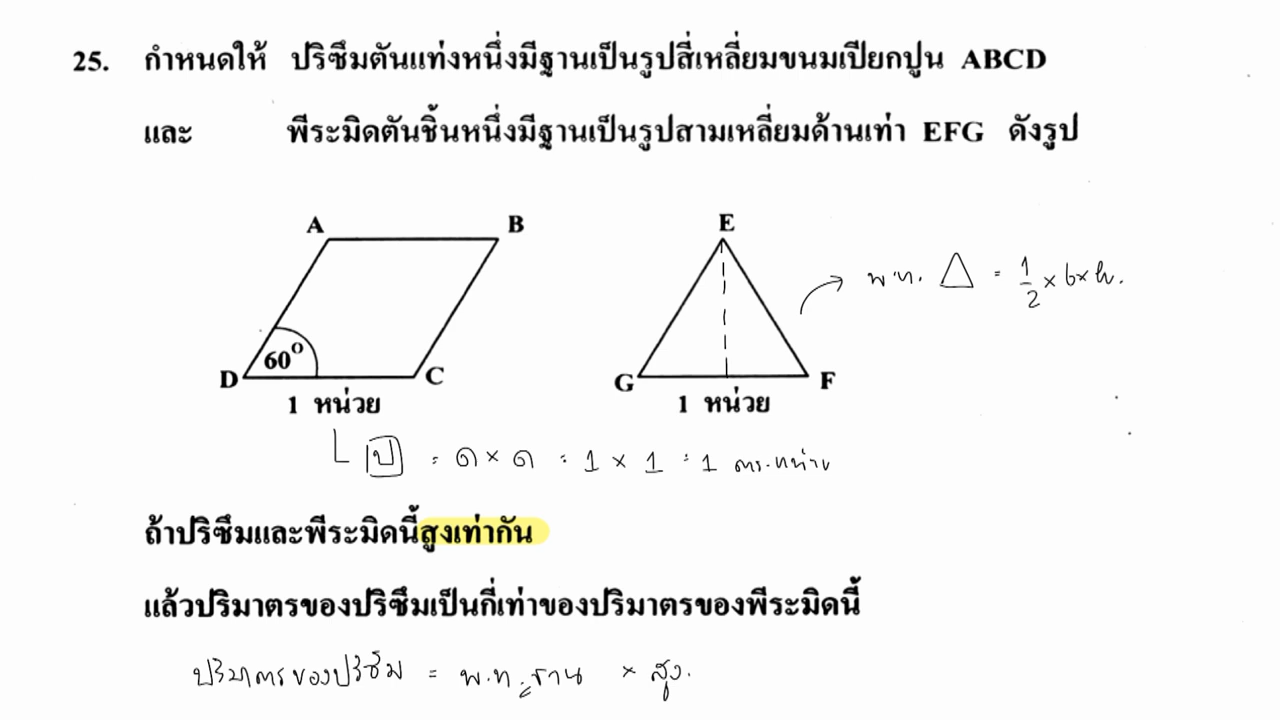 25. กำหนดให้ ปริซึมตันแท่งหนึ่งมีฐานเป็นรูปสี่เหลี่ยมขนมเปียกปูน ABCD
และ พีระมิดตันชิ้นหนึ่งมีฐานเป็นรูปสามเหลี่ยมด้านเท่า EFG ดังรูป
A B E
พ.ท. △ = 1/2 × b × h.
60°
D C G F
1 หน่วย 1 หน่วย
ด × ด = 1 × 1 = 1 ตร.หน่วย
ถ้าปริซึมและพีระมิดนี้สูงเท่ากัน
แล้วปริมาตรของปริซึมเป็นกี่เท่าของปริมาตรของพีระมิดนี้
ปริมาตรของปริซึม = พ.ท.ฐาน × สูง.